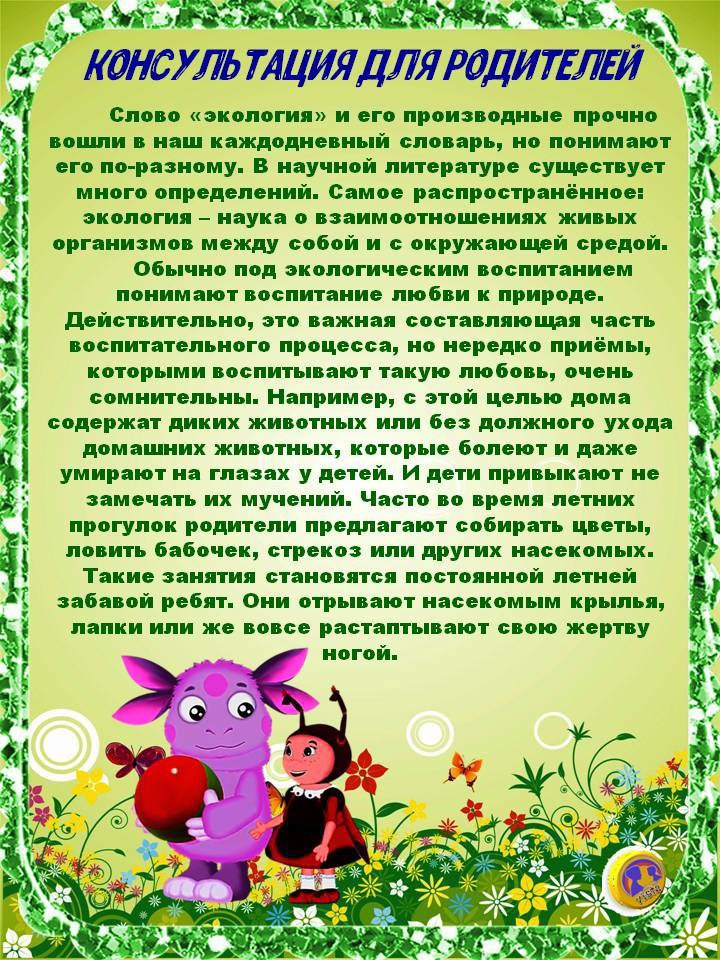 КОНСУЛЬТАЦИЯ ДЛЯ РОДИТЕЛЕЙ
Слово «экология» и его производные прочно
вошли в наш каждодневный словарь, но понимают
его по-разному. В научной литературе существует
много определений. Самое распространённое:
экология – наука о взаимоотношениях живых
организмов между собой и с окружающей средой.
Обычно под экологическим воспитанием
понимают воспитание любви к природе.
Действительно, это важная составляющая часть
воспитательного процесса, но нередко приёмы,
которыми воспитывают такую любовь, очень
сомнительны. Например, с этой целью дома
содержат диких животных или без должного ухода
домашних животных, которые болеют и даже
умирают на глазах у детей. И дети привыкают не
замечать их мучений. Часто во время летних
прогулок родители предлагают собирать цветы,
ловить бабочек, стрекоз или других насекомых.
Такие занятия становятся постоянной летней
забавой ребят. Они отрывают насекомым крылья,
лапки или же вовсе растаптывают свою жертву
ногой.